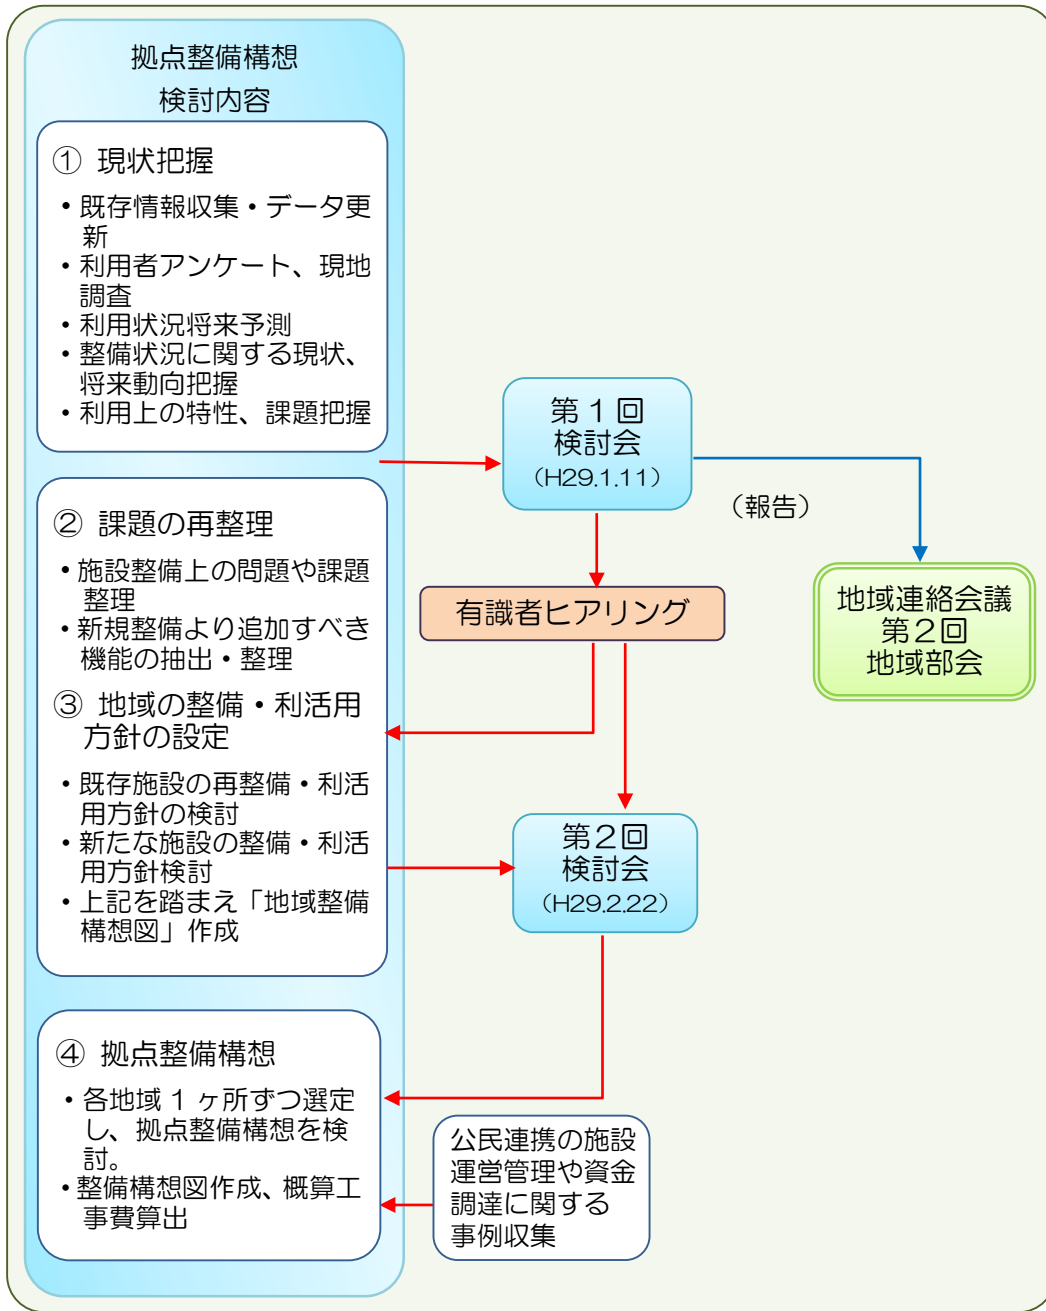 拠点整備構想
検討内容
① 現状把握
・既存情報収集・データ更
新
・利用者アンケート、現地
調査
・利用状況将来予測
・整備状況に関する現状、
将来動向把握
・利用上の特性、課題把握
② 課題の再整理
・施設整備上の問題や課題
整理
・新規整備より追加すべき
機能の抽出・整理
③ 地域の整備・利活用
方針の設定
・既存施設の再整備・利活
用方針の検討
・新たな施設の整備・利活
用方針検討
・上記を踏まえ「地域整備
構想図」作成
④ 拠点整備構想
・各地域 1 ヶ所ずつ選定
し、拠点整備構想を検
討。
・整備構想図作成、概算工
事費算出
第 1 回
検討会
（H29.1.11）
（報告）
有識者ヒアリング
地域連絡会議
第２回
地域部会
第２回
検討会
（H29.2.22）
公民連携の施設
運営管理や資金
調達に関する
事例収集